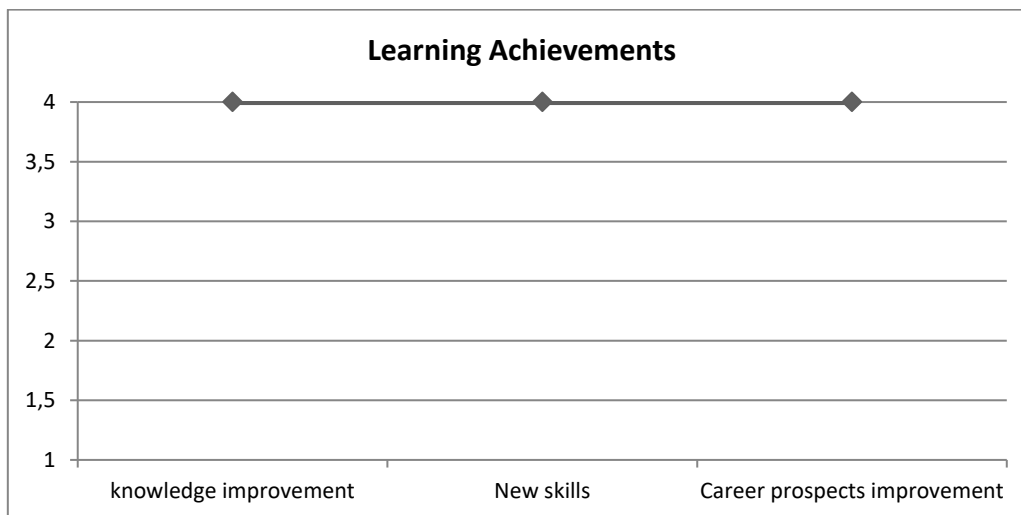 Learning Achievements
4
3,5
3
2,5
2
1,5
1
knowledge improvement
New skills
Career prospects improvement